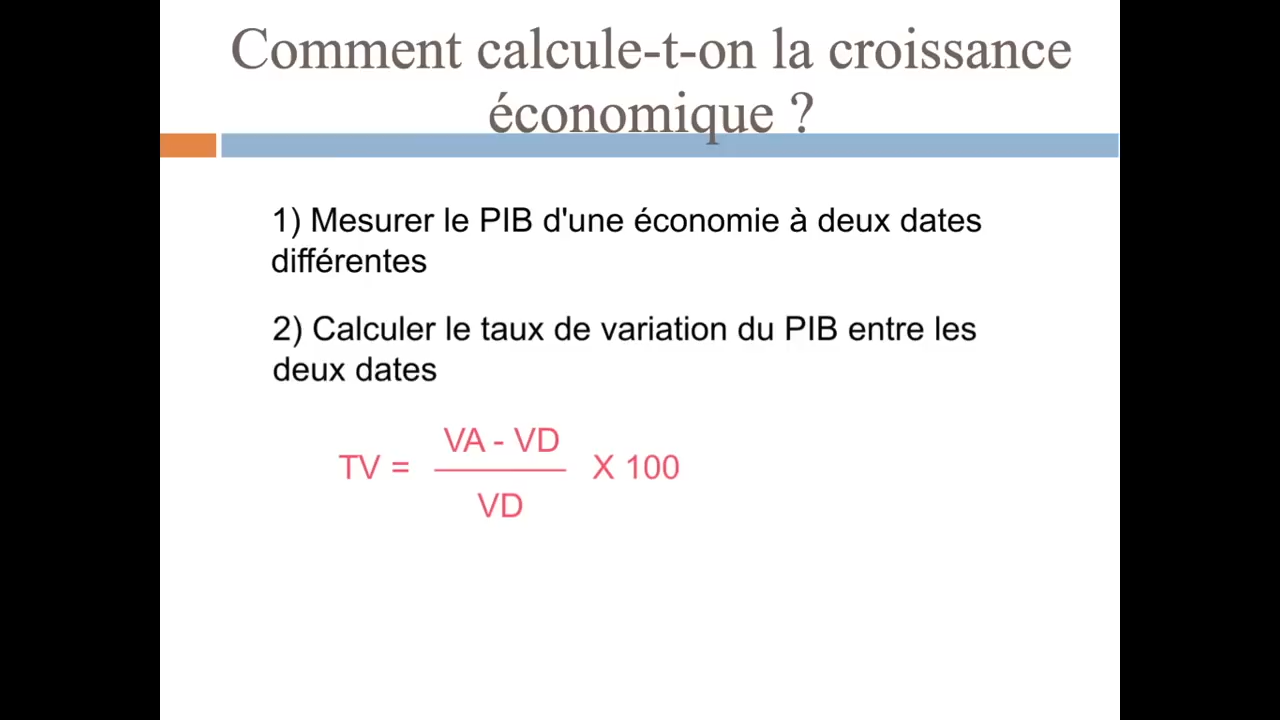 Comment calcule-t-on la croissance
économique ?
1) Mesurer le PIB d'une économie à deux dates
différentes
2) Calculer le taux de variation du PIB entre les
deux dates
VA - VD
TV = X 100
VD